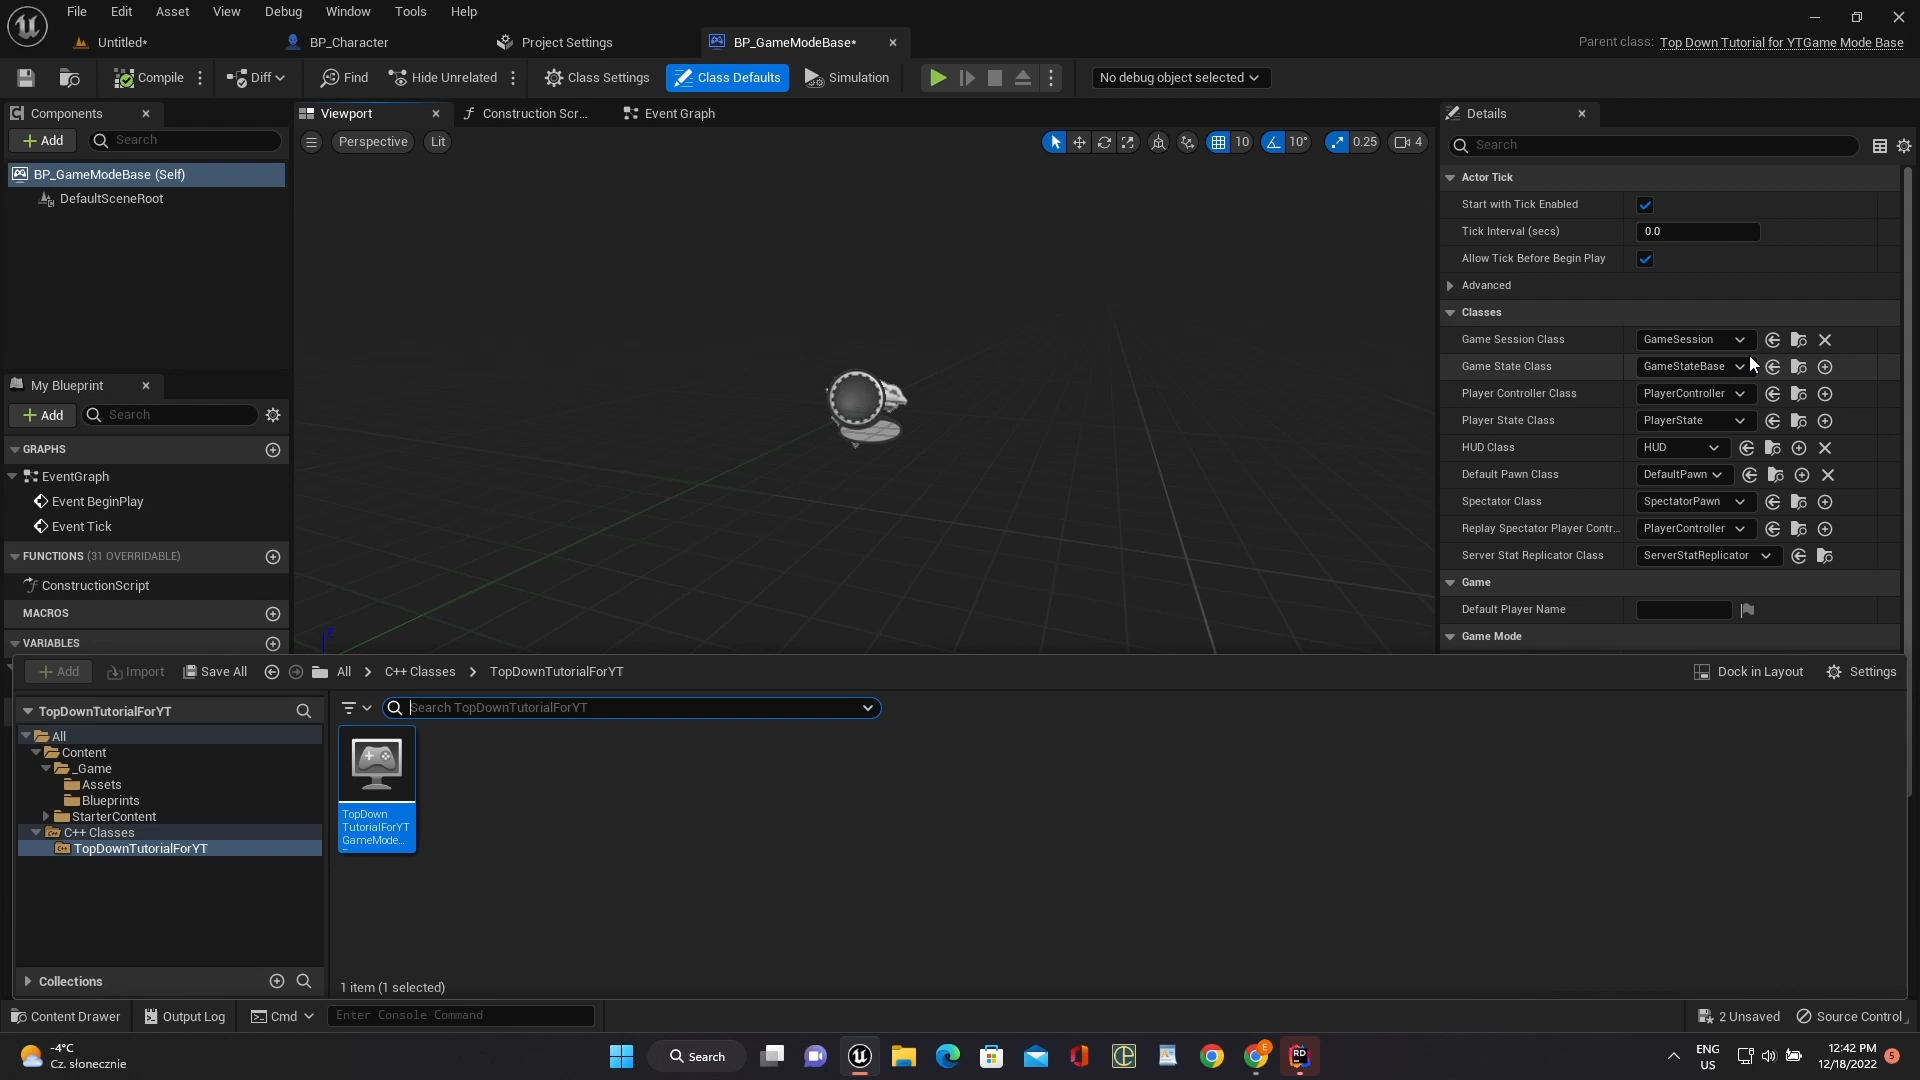 File Edit Asset View Debug Window Tools Help
Untitled* BP_Character Project Settings BP_GameModeBase* Parent class: Top Down Tutorial for YTGame Mode Base
Compile Diff Find Hide Unrelated Class Settings Class Defaults Simulation No debug object selected
Components Viewport Construction Scr... Event Graph Details
Add Search Perspective Lit 10 10° 0.25 4 Search
BP_GameModeBase (Self)
DefaultSceneRoot
Actor Tick
Start with Tick Enabled
Tick Interval (secs) 0.0
Allow Tick Before Begin Play
Advanced
Classes
Game Session Class GameSession
Game State Class GameStateBase
Player Controller Class PlayerController
Player State Class PlayerState
HUD Class HUD
Default Pawn Class DefaultPawn
Spectator Class SpectatorPawn
Replay Spectator Player Contr... PlayerController
Server Stat Replicator Class ServerStatReplicator
Game
Default Player Name
Game Mode
My Blueprint
Add Search
GRAPHS
EventGraph
Event BeginPlay
Event Tick
FUNCTIONS (31 OVERRIDABLE)
ConstructionScript
MACROS
VARIABLES
Add Import Save All All C++ Classes TopDownTutorialForYT Dock in Layout Settings
TopDownTutorialForYT Search TopDownTutorialForYT
All
Content
_Game
Assets
Blueprints
StarterContent
C++ Classes
TopDownTutorialForYT
TopDown
TutorialForYT
GameMode...
Collections 1 item (1 selected)
Content Drawer Output Log Cmd Enter Console Command 2 Unsaved Source Control
-4°C
Cz. słonecznie
Search
E
RD
ENG
US
12:42 PM
12/18/2022
5